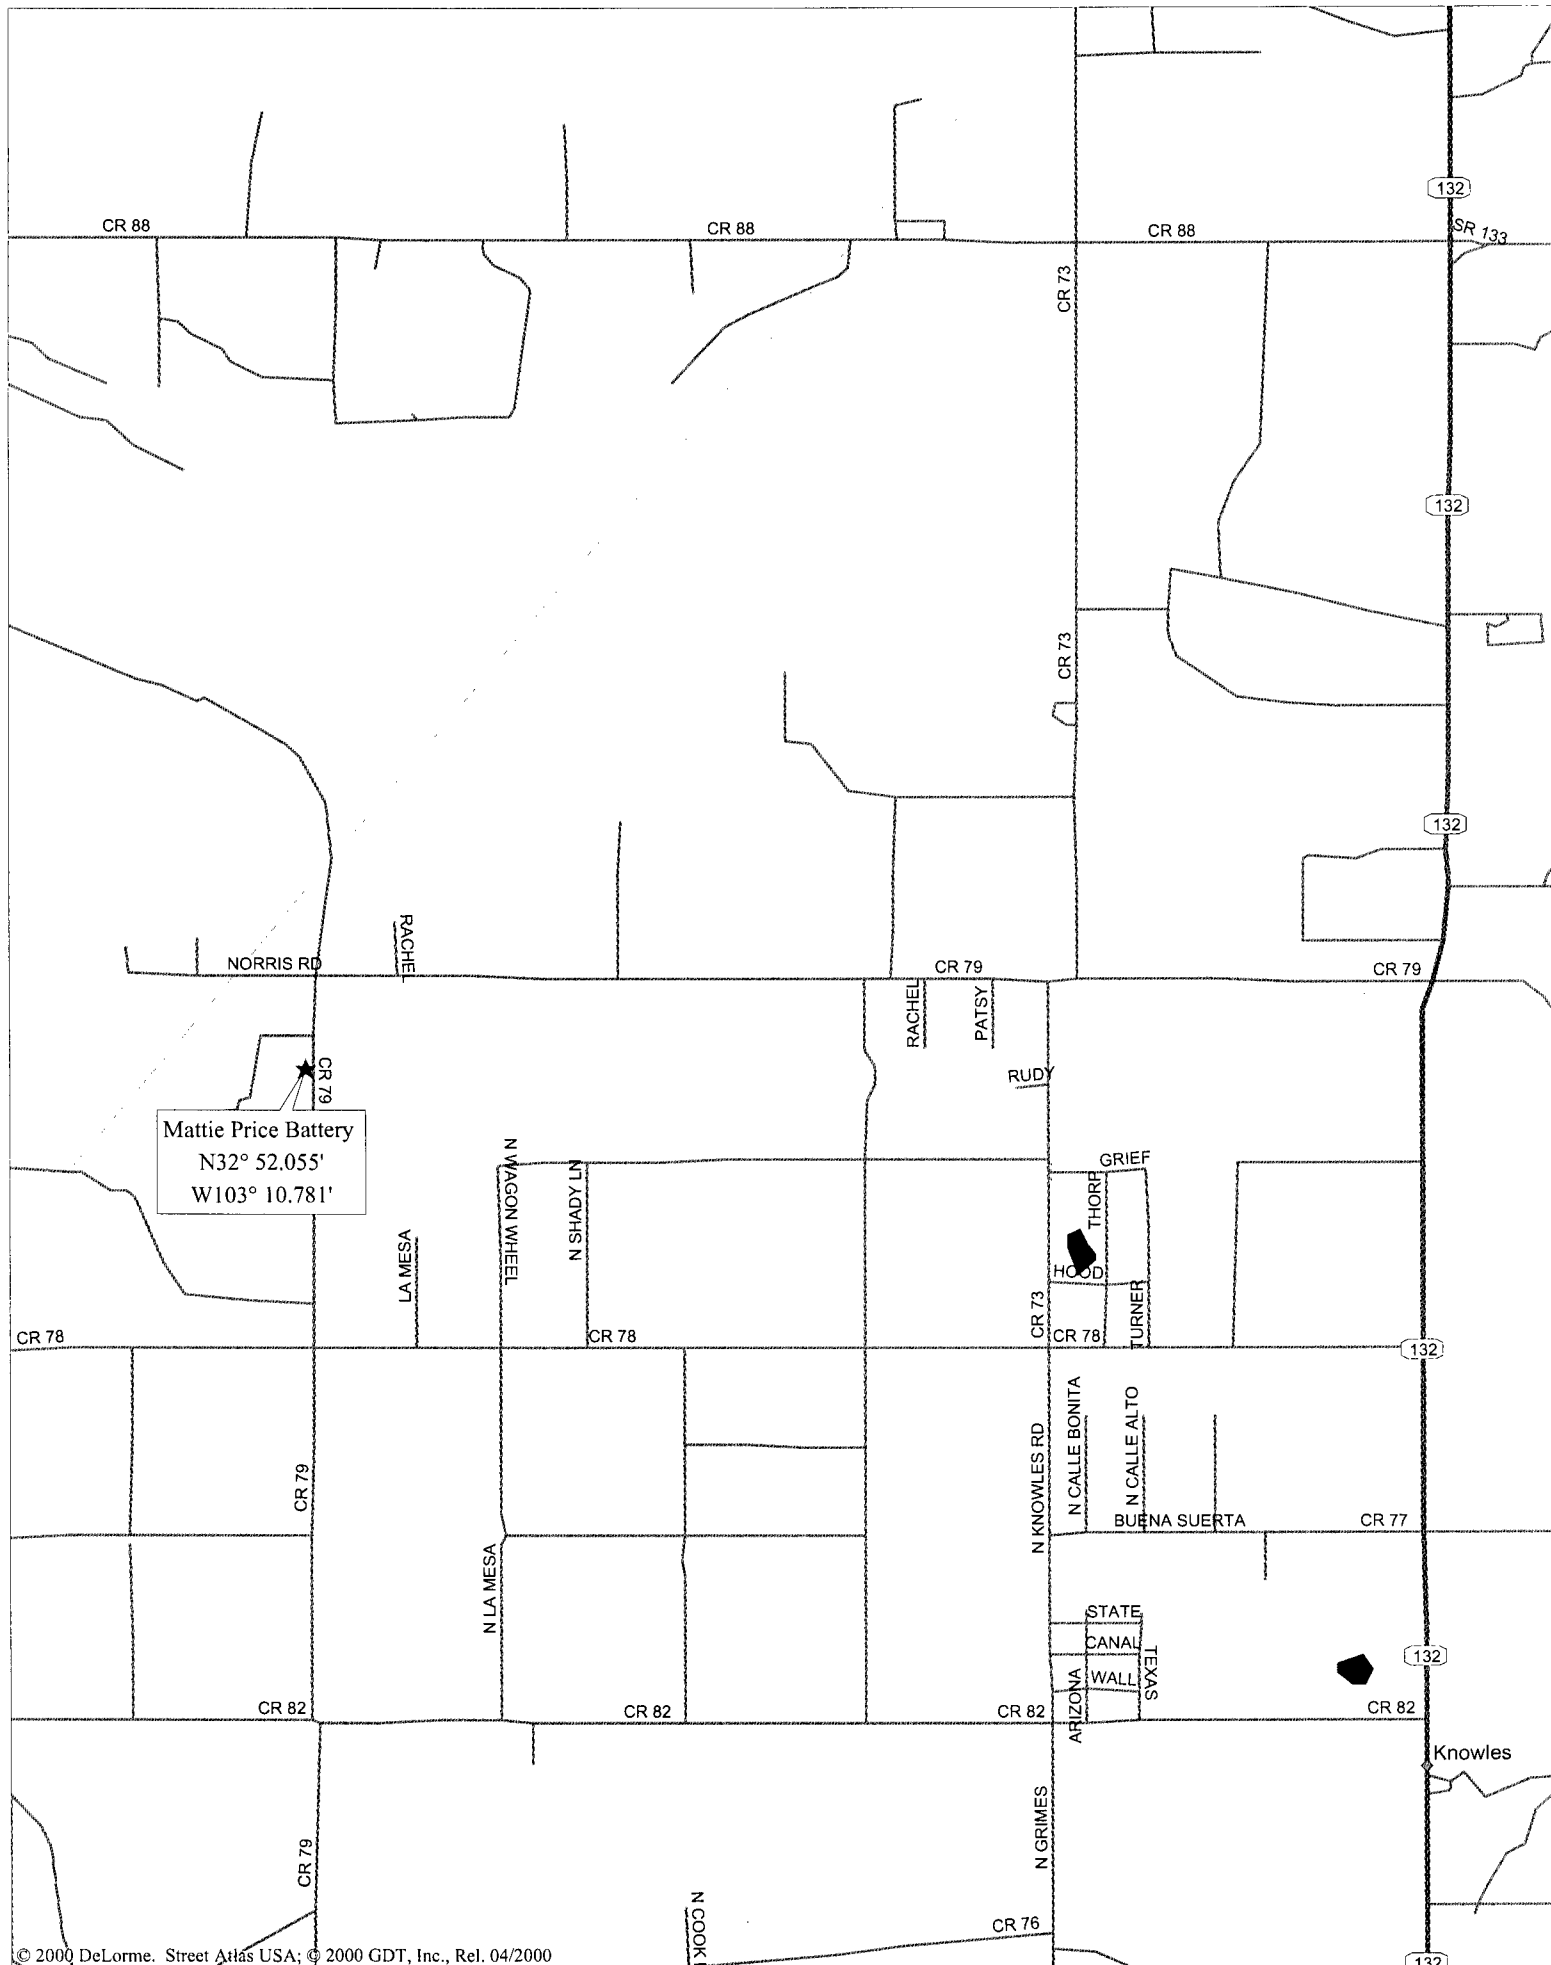 132
CR 88
CR 88
CR 88
SR 133
CR 73
132
CR 73
132
RACHEL
NORRIS RD
CR 79
CR 79
RACHEL
PATSY
CR 79
RUDY
Mattie Price Battery
N32° 52.055'
W103° 10.781'
N WAGON WHEEL
N SHADY LN
GRIEF
THORP
LA MESA
HOOD
CR 73
TURNER
CR 78
CR 78
CR 78
132
N CALLE BONITA
N CALLE ALTO
N KNOWLES RD
CR 79
BUENA SUERTA
CR 77
N LA MESA
STATE
CANAL
TEXAS
WALL
132
ARIZONA
CR 82
CR 82
CR 82
CR 82
Knowles
N GRIMES
CR 79
N COOK
CR 76
© 2000 DeLorme. Street Atlas USA; © 2000 GDT, Inc., Rel. 04/2000
132